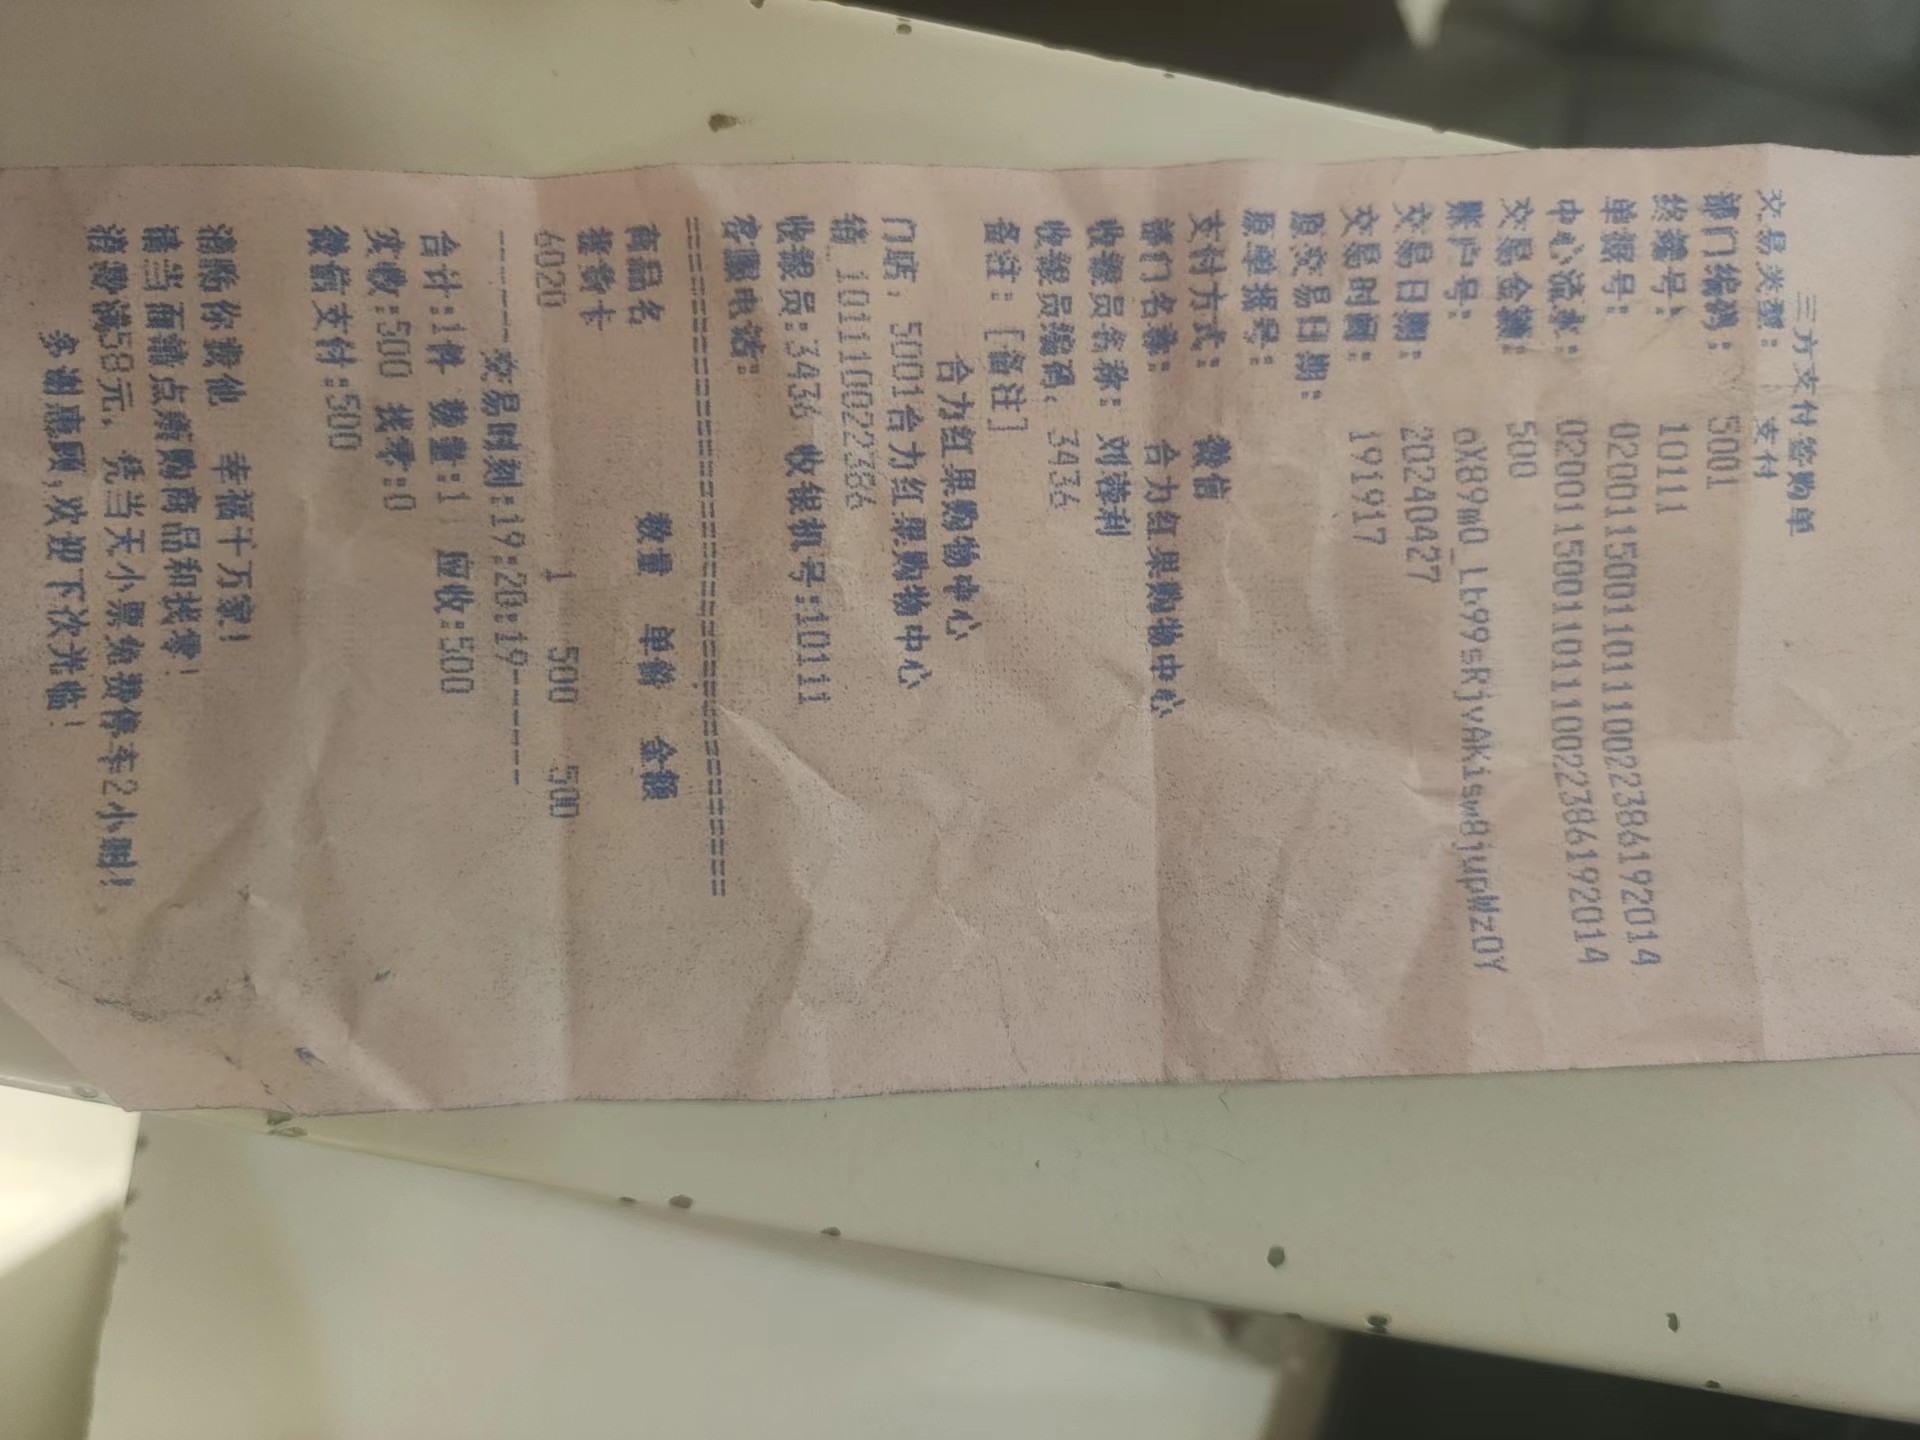 三方支付签购单
交易类型： 支付
部门编码： 5001
终端号： 10111
单据号： 020011500110111002238619201​4
中心流水： 0200115001101110022386192014
交易金额： 500
账户号： oX89mO_Lh99sRjvAKisw8jupWzOY
交易日期： 20240427
交易时间： 191917
原交易日期：
原单据号：
支付方式： 微信
部门名称： 合力红果购物中心
收银员名称： 刘
收银员编码： 3436
备注：[备注]
合力红果购物中心
门店：5001合力红果购物中心
销 1011100022386
收银员:3436 收银机号:10111
客服电话:
==============================
商品名 数量 单价 金额
提货卡
6020 1 500 500
------交易时刻:19:20:19------
合计:1件 数量:1 应收:500
实收:500 找零:0
微信支付:500
消费你我他 幸福千万家!
请当面清点所购商品和找零!
消费满58元，凭当天小票免费停车2小时!
多谢惠顾,欢迎下次光临!